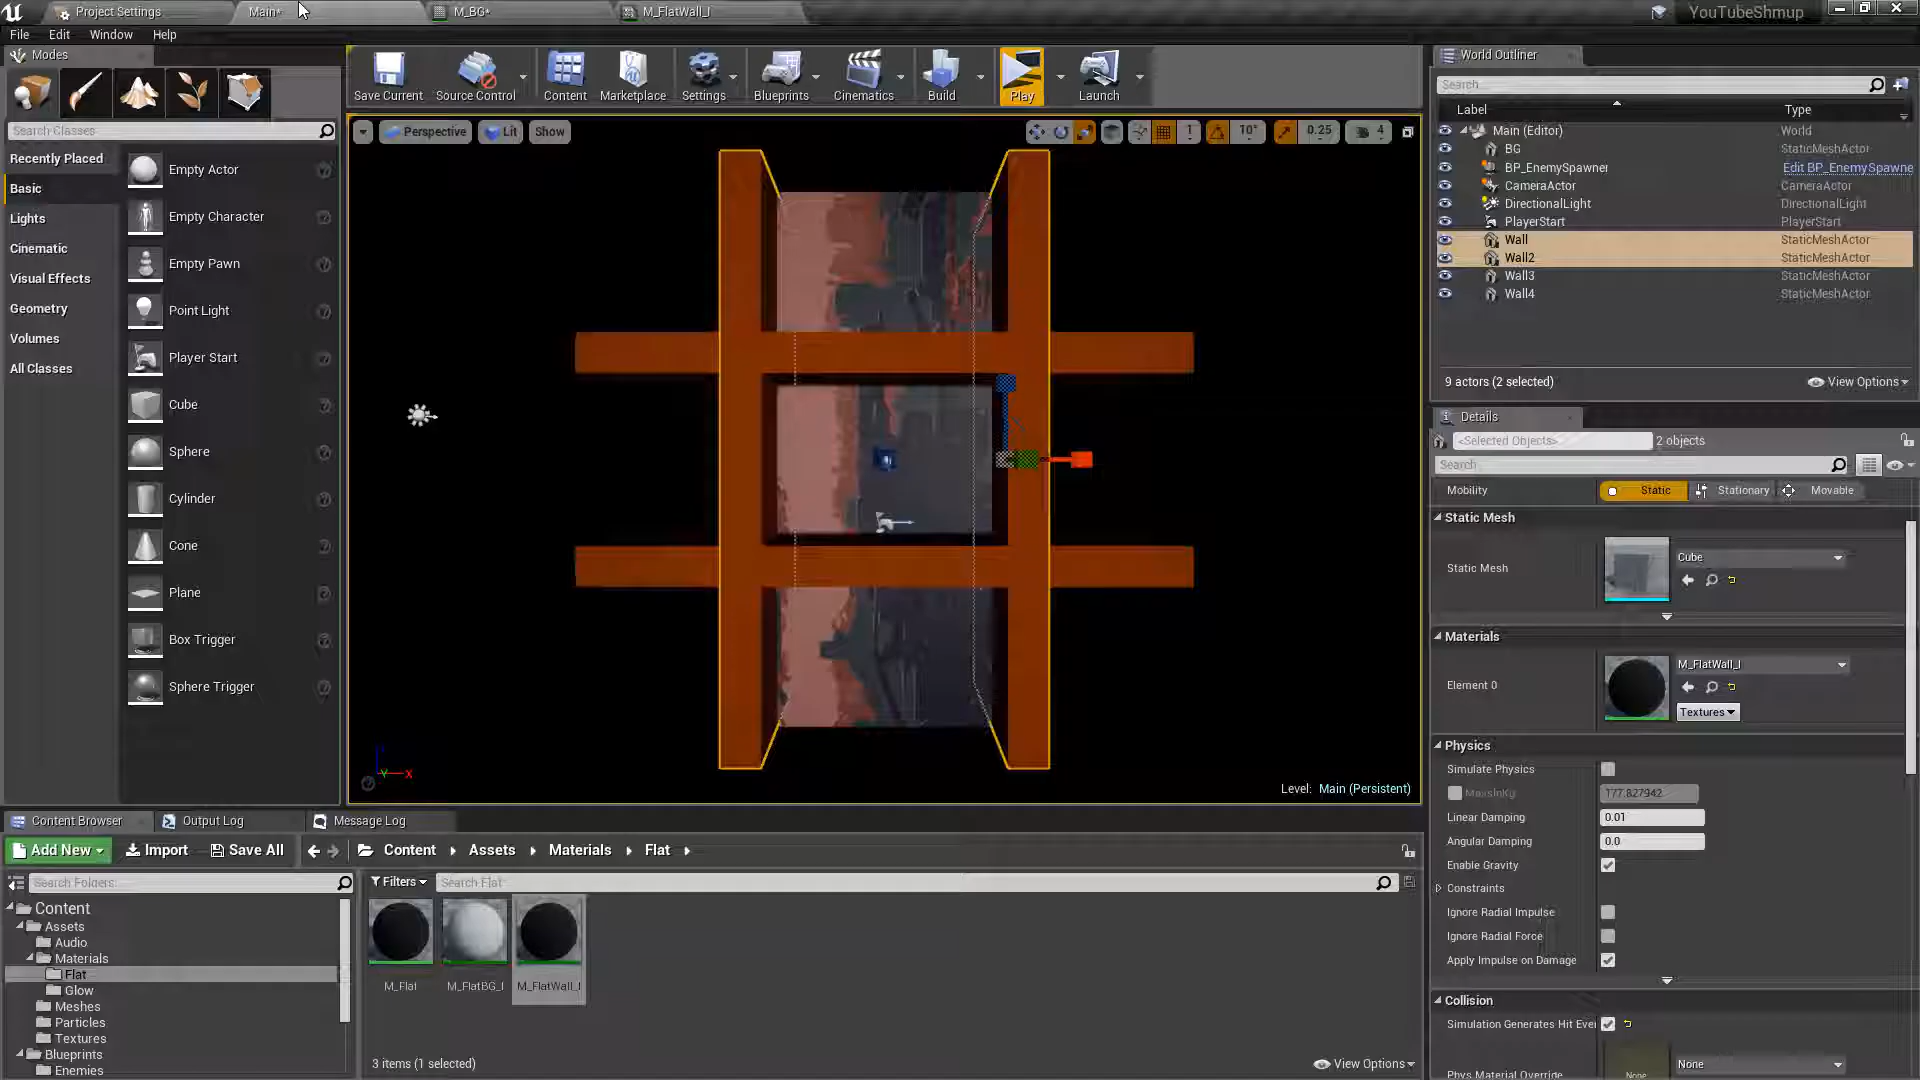 Project Settings
Main*
M_BG*
M_FlatWall_I
YouTubeShmup
File Edit Window Help
Modes
Search Classes
Recently Placed
Basic
Lights
Cinematic
Visual Effects
Geometry
Volumes
All Classes
Empty Actor
Empty Character
Empty Pawn
Point Light
Player Start
Cube
Sphere
Cylinder
Cone
Plane
Box Trigger
Sphere Trigger
Save Current
Source Control
Content
Marketplace
Settings
Blueprints
Cinematics
Build
Play
Launch
Perspective
Lit
Show
1
10°
0.25
4
Y
X
Level: Main (Persistent)
World Outliner
Search...
Label Type
Main (Editor) World
BG StaticMeshActor
BP_EnemySpawner Edit BP_EnemySpawne
CameraActor CameraActor
DirectionalLight DirectionalLight
PlayerStart PlayerStart
Wall StaticMeshActor
Wall2 StaticMeshActor
Wall3 StaticMeshActor
Wall4 StaticMeshActor
9 actors (2 selected)
View Options
Details
<Selected Objects> 2 objects
Search
Mobility Static Stationary Movable
Static Mesh
Static Mesh Cube
Materials
Element 0 M_FlatWall_I
Textures
Physics
Simulate Physics
MassInKg 177.827942
Linear Damping 0.01
Angular Damping 0.0
Enable Gravity
Constraints
Ignore Radial Impulse
Ignore Radial Force
Apply Impulse on Damage
Collision
Simulation Generates Hit Eve
Phys Material Override None
None
Content Browser
Output Log
Message Log
Add New
Import
Save All
Content Assets Materials Flat
Search Folders
Filters
Search Flat
Content
Assets
Audio
Materials
Flat
Glow
Meshes
Particles
Textures
Blueprints
Enemies
M_Flat
M_FlatBG_I
M_FlatWall_I
3 items (1 selected)
View Options